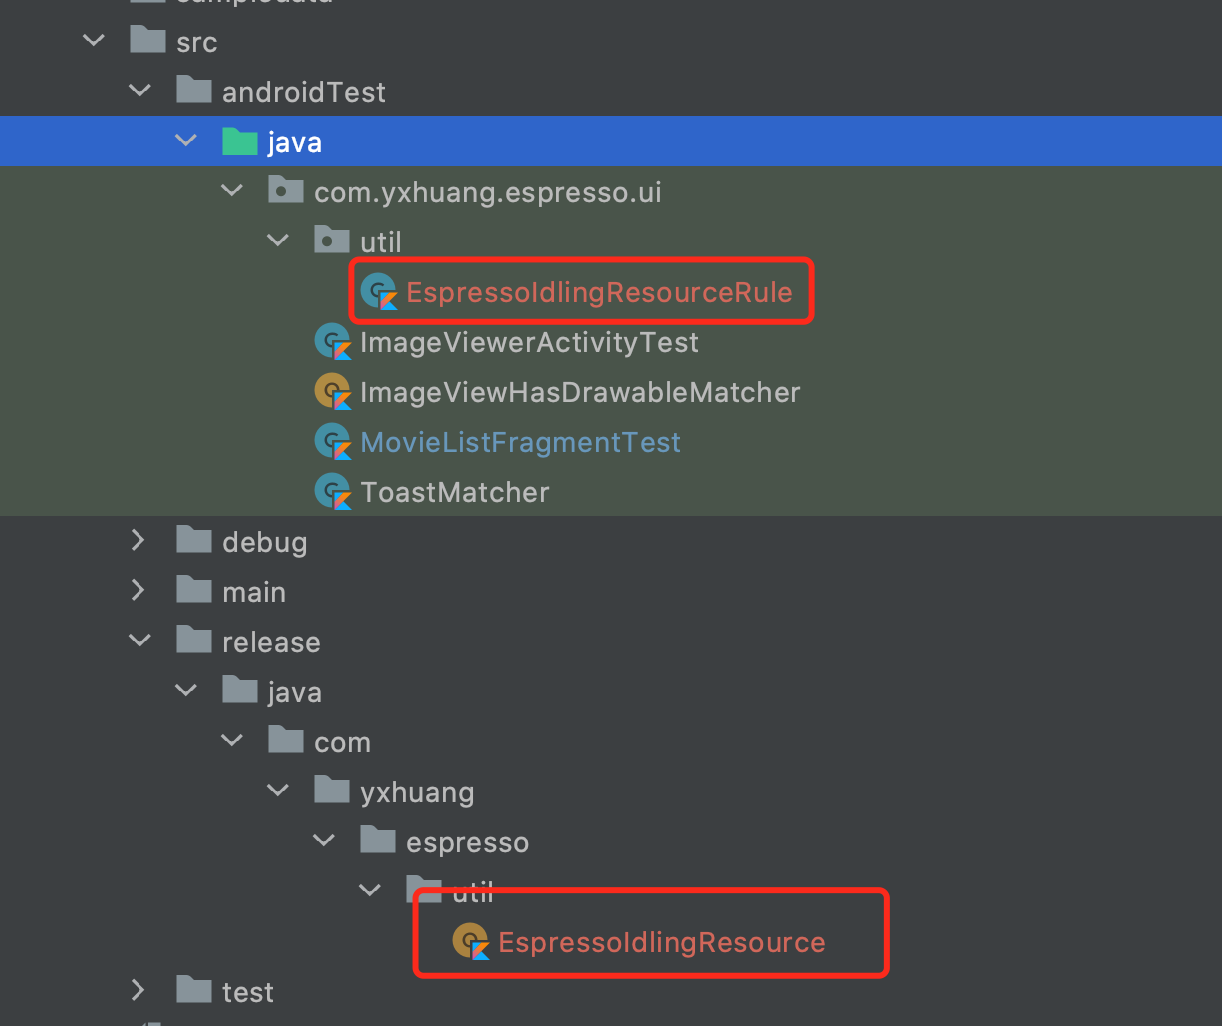 src
androidTest
java
com.yxhuang.espresso.ui
util
EspressoIdlingResourceRule
ImageViewerActivityTest
ImageViewHasDrawableMatcher
MovieListFragmentTest
ToastMatcher
debug
main
release
java
com
yxhuang
espresso
util
EspressoIdlingResource
test